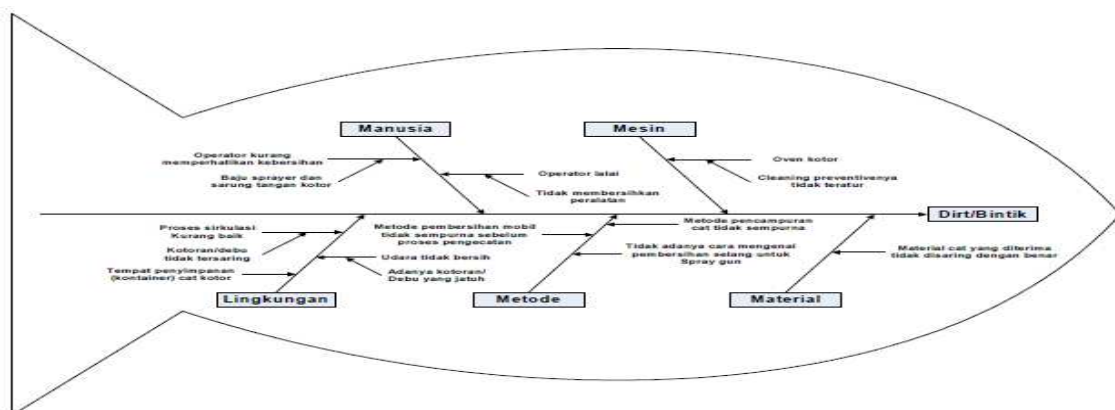 Manusia
Mesin
Operator kurang
memperhatikan kebersihan
Baju sprayer dan
sarung tangan kotor
Operator lalai
Tidak membersihkan
peralatan
Oven kotor
Cleaning preventivenya
tidak teratur
Dirt/Bintik
Proses sirkulasi
Kurang baik
Kotoran/debu
tidak tersaring
Tempat penyimpanan
(kontainer) cat kotor
Udara tidak bersih
Adanya kotoran/
Debu yang jatuh
Metode pembersihan mobil
tidak sempurna sebelum
proses pengecatan
Metode pencampuran
cat tidak sempurna
Tidak adanya cara mengenai
pembersihan selang untuk
Spray gun
Material cat yang diterima
tidak disaring dengan benar
Lingkungan
Metode
Material